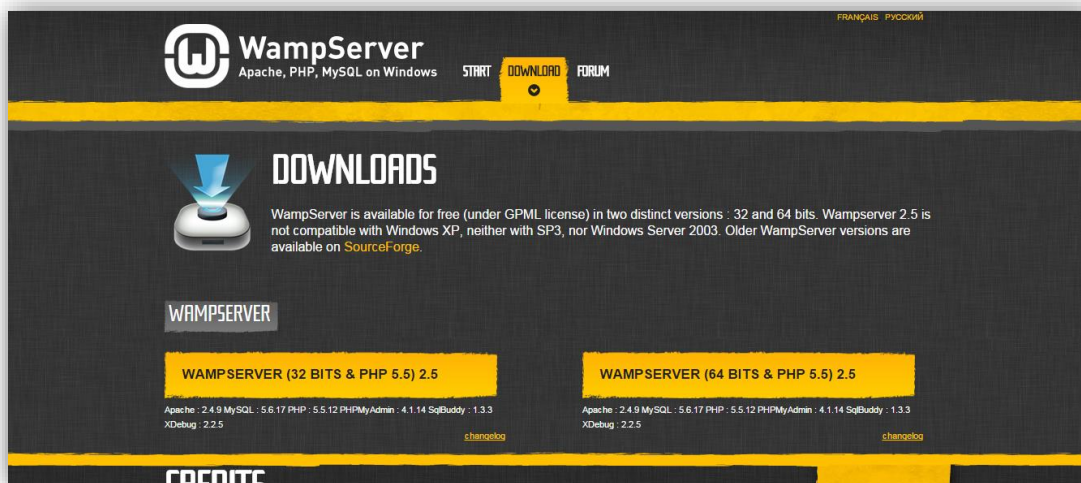 FRANÇAIS РУССКИЙ
WampServer
Apache, PHP, MySQL on Windows
START DOWNLOAD FORUM
DOWNLOADS
WampServer is available for free (under GPML license) in two distinct versions : 32 and 64 bits. Wampserver 2.5 is
not compatible with Windows XP, neither with SP3, nor Windows Server 2003. Older WampServer versions are
available on SourceForge.
WAMPSERVER
WAMPSERVER (32 BITS & PHP 5.5) 2.5
Apache : 2.4.9 MySQL : 5.6.17 PHP : 5.5.12 PHPMyAdmin : 4.1.14 SqlBuddy : 1.3.3
XDebug : 2.2.5
changelog
WAMPSERVER (64 BITS & PHP 5.5) 2.5
Apache : 2.4.9 MySQL : 5.6.17 PHP : 5.5.12 PHPMyAdmin : 4.1.14 SqlBuddy : 1.3.3
XDebug : 2.2.5
changelog
CREDITS